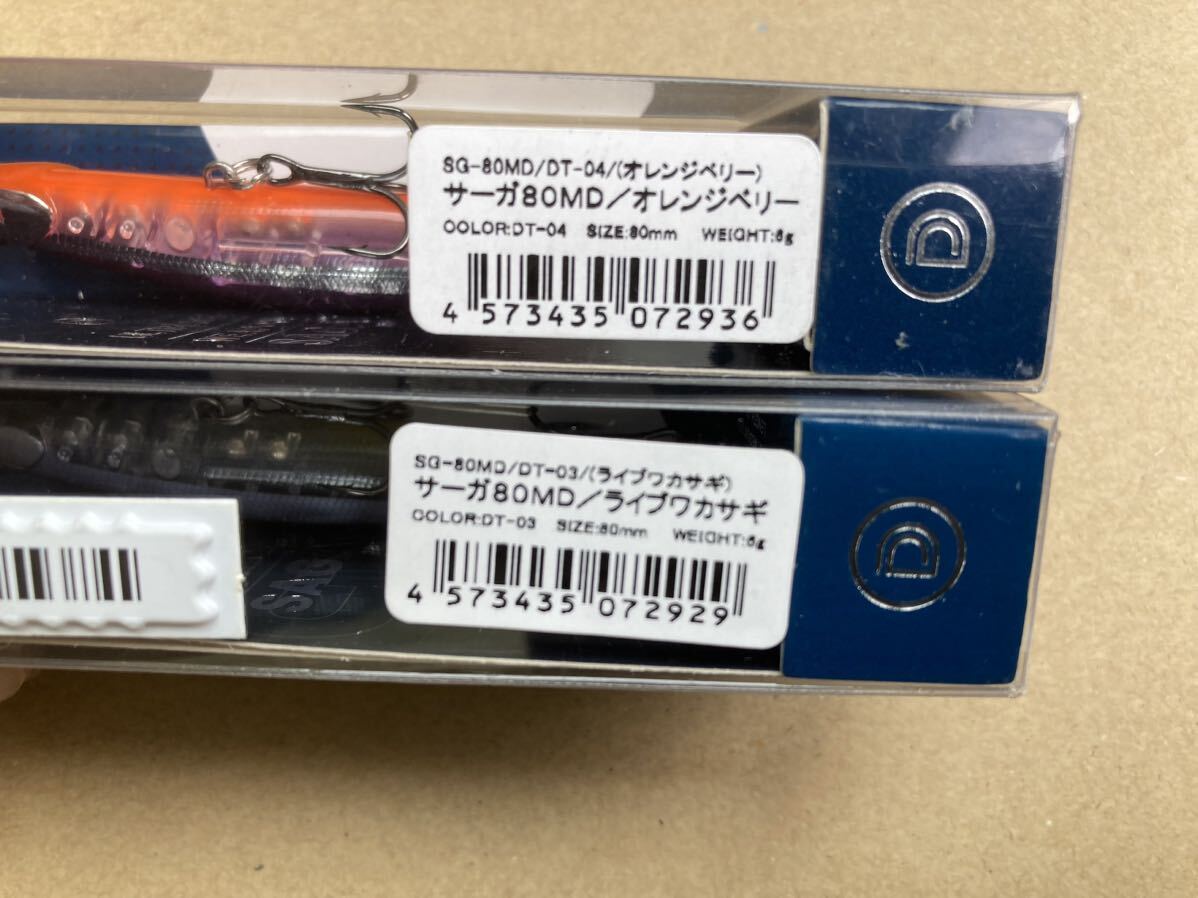 SG-80MD/DT-04/(オレンジベリー)
サーガ80MD/オレンジベリー
COLOR:DT-04 SIZE:80mm WEIGHT:6g
4 573435 072936
SG-80MD/DT-03/(ライブワカサギ)
サーガ80MD/ライブワカサギ
COLOR:DT-03 SIZE:80mm WEIGHT:6g
4 573435 072929